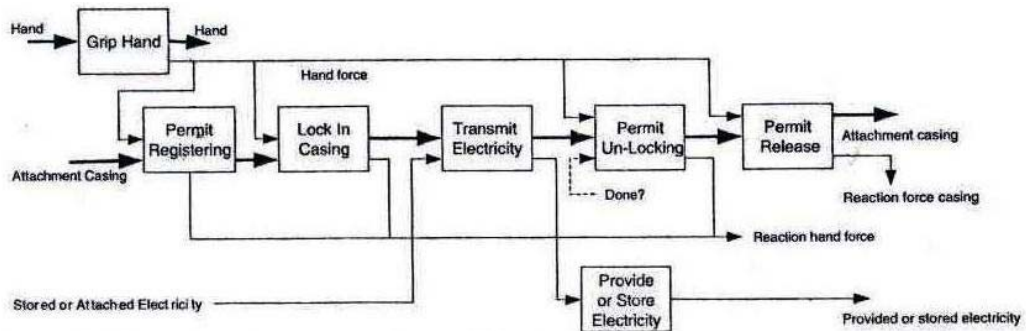 Hand
Grip Hand
Hand
Hand force
Permit
Registering
Lock In
Casing
Transmit
Electricity
Permit
Un-Locking
Permit
Release
Attachment casing
Attachment Casing
Done?
Reaction force casing
Reaction hand force
Stored or Attached Electricity
Provide
or Store
Electricity
Provided or stored electricity